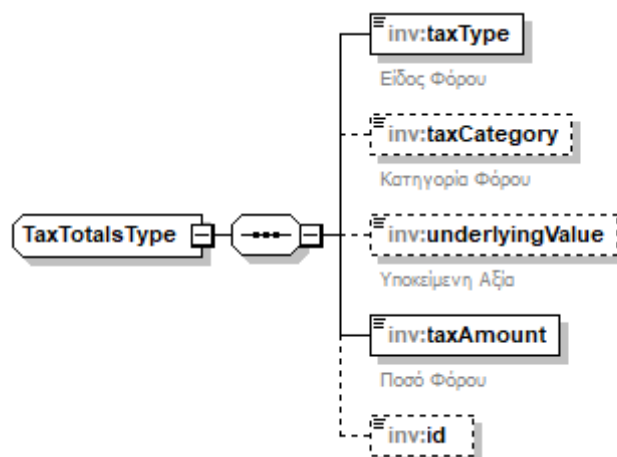 inv:taxType
Είδος Φόρου
inv:taxCategory
Κατηγορία Φόρου
TaxTotalsType
inv:underlyingValue
Υποκείμενη Αξία
inv:taxAmount
Ποσό Φόρου
inv:id